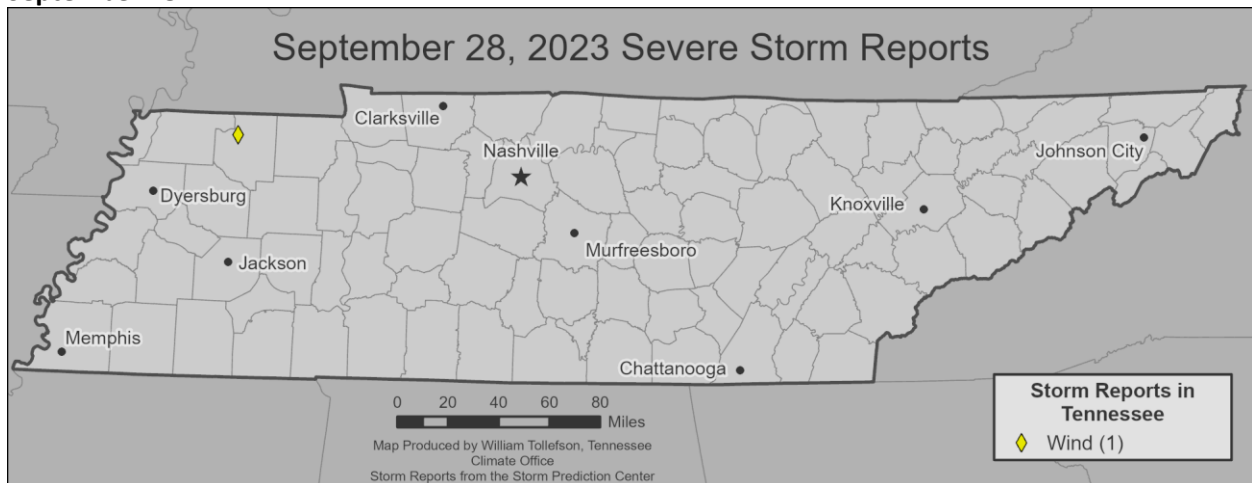 September 28, 2023 Severe Storm Reports
Clarksville
Nashville
Johnson City
Dyersburg
Knoxville
Murfreesboro
Jackson
Memphis
Chattanooga
0 20 40 60 80
Miles
Map Produced by William Tollefson, Tennessee
Climate Office
Storm Reports from the Storm Prediction Center
Storm Reports in
Tennessee
Wind (1)